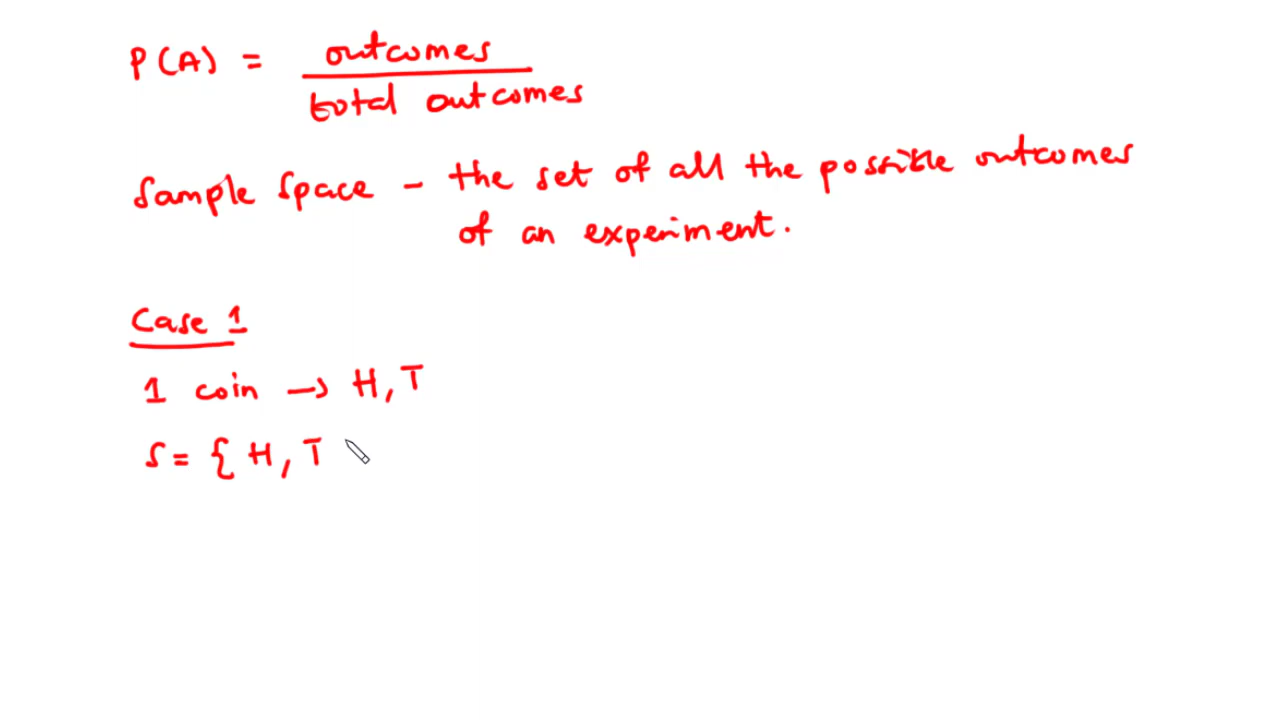 P(A) = outcomes
total outcomes
Sample Space – the set of all the possible outcomes
of an experiment.
Case 1
1 coin → H, T
S = { H, T